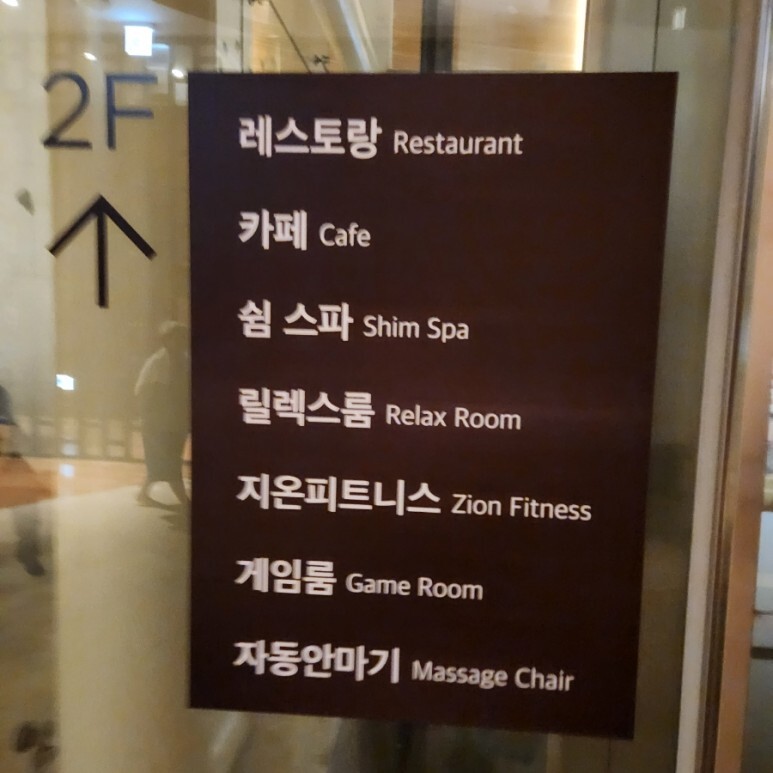 2F
레스토랑 Restaurant
카페 Cafe
쉼 스파 Shim Spa
릴렉스룸 Relax Room
지온피트니스 Zion Fitness
게임룸 Game Room
자동안마기 Massage Chair